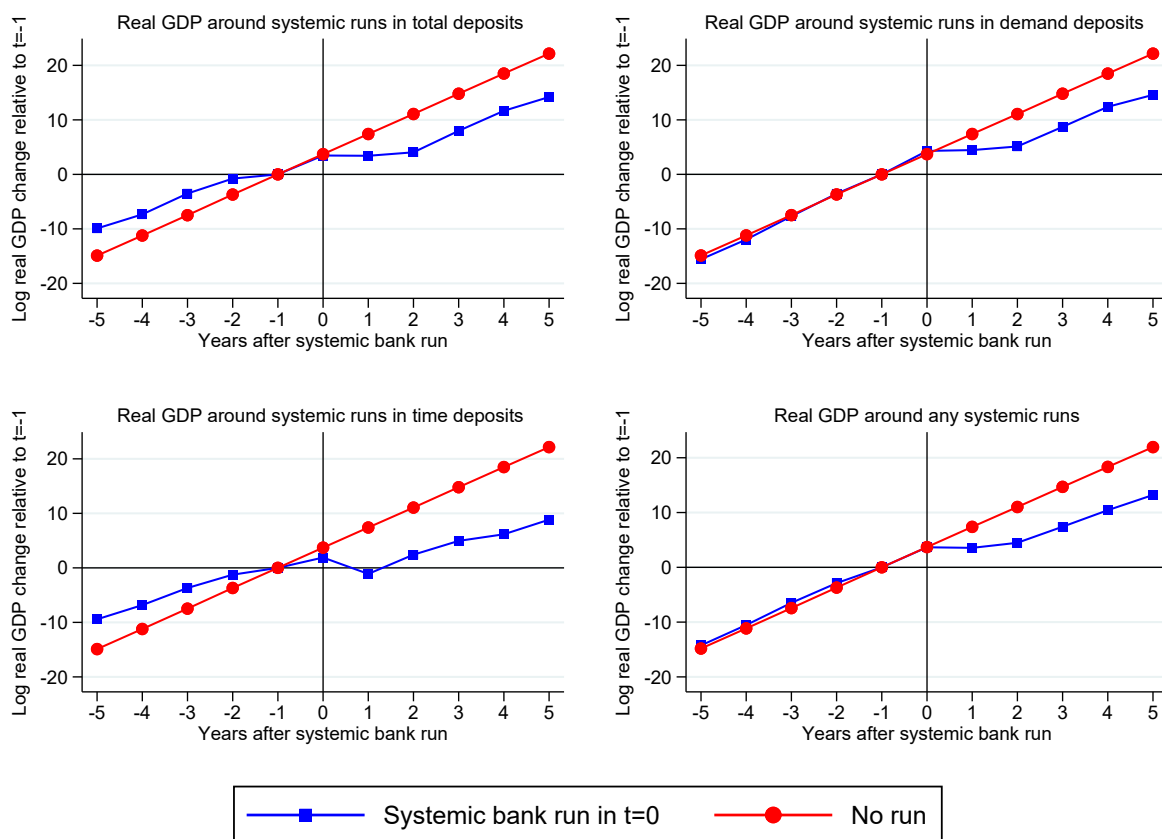 Real GDP around systemic runs in total deposits
Log real GDP change relative to t=-1
20
10
0
-10
-20
-5 -4 -3 -2 -1 0 1 2 3 4 5
Years after systemic bank run
Real GDP around systemic runs in demand deposits
Log real GDP change relative to t=-1
20
10
0
-10
-20
-5 -4 -3 -2 -1 0 1 2 3 4 5
Years after systemic bank run
Real GDP around systemic runs in time deposits
Log real GDP change relative to t=-1
20
10
0
-10
-20
-5 -4 -3 -2 -1 0 1 2 3 4 5
Years after systemic bank run
Real GDP around any systemic runs
Log real GDP change relative to t=-1
20
10
0
-10
-20
-5 -4 -3 -2 -1 0 1 2 3 4 5
Years after systemic bank run
Systemic bank run in t=0 No run